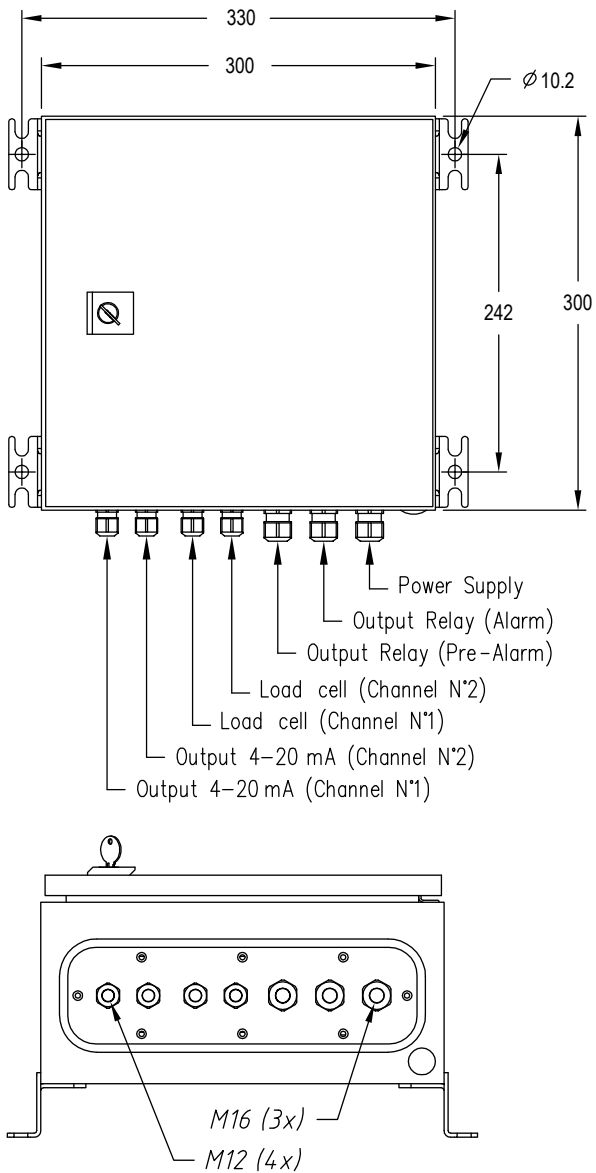 330
300
Ø10.2
242
300
Power Supply
Output Relay (Alarm)
Output Relay (Pre-Alarm)
Load cell (Channel N°2)
Load cell (Channel N°1)
Output 4-20 mA (Channel N°2)
Output 4-20 mA (Channel N°1)
M16 (3x)
M12 (4x)